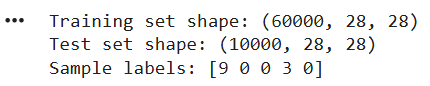 ••• Training set shape: (60000, 28, 28)
Test set shape: (10000, 28, 28)
Sample labels: [9 0 0 3 0]